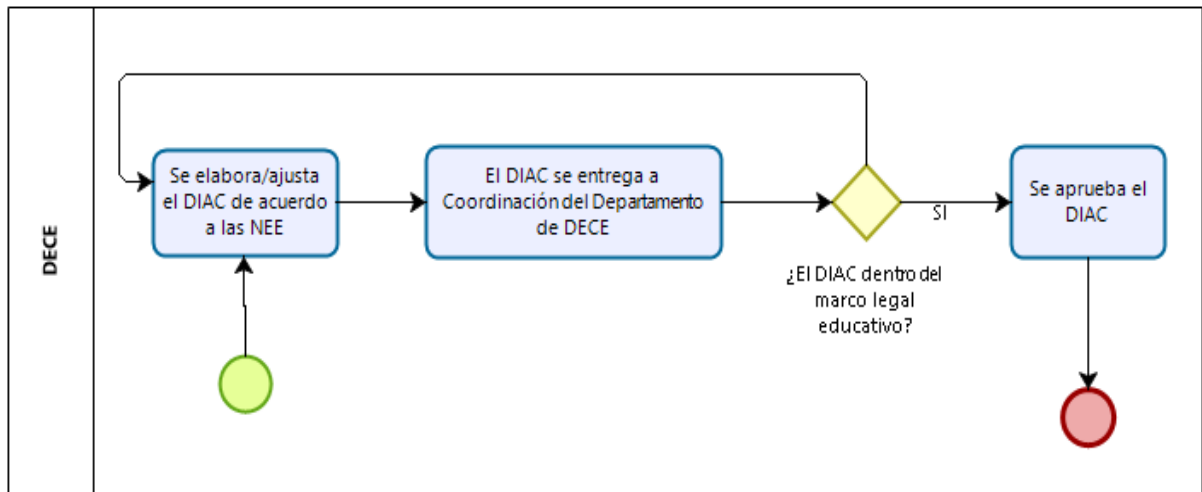 DECE
Se elabora/ajusta
el DIAC de acuerdo
a las NEE
El DIAC se entrega a
Coordinación del Departamento
de DECE
¿El DIAC dentro del
marco legal
educativo?
SI
Se aprueba el
DIAC